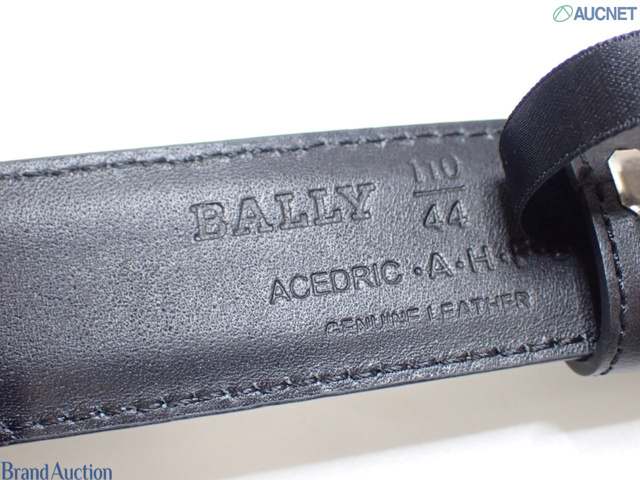 AUCNET
BALLY 110
44
ACEDRIC · A · H ·
GENUINE LEATHER
Brand Auction